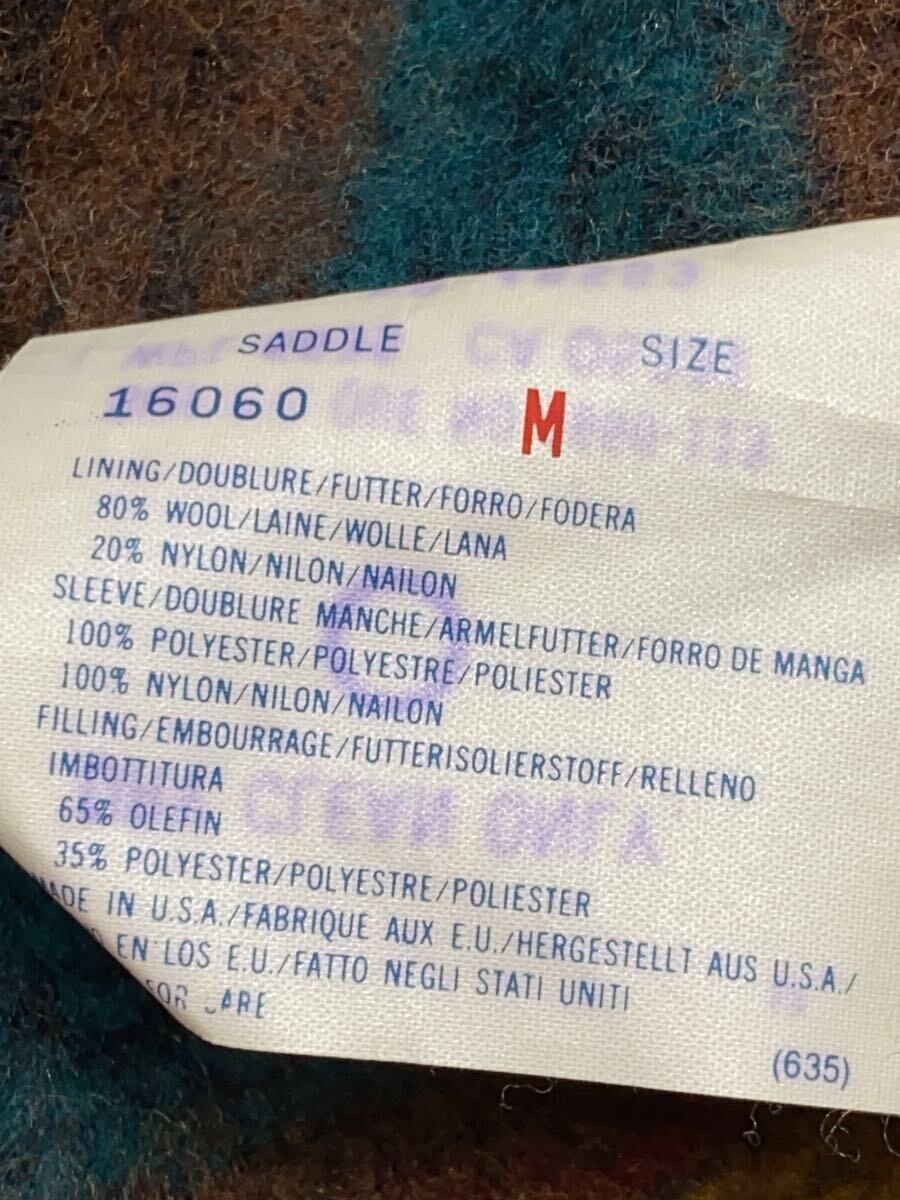 SADDLE SIZE
16060 M
LINING/DOUBLURE/FUTTER/FORRO/FODERA
80% WOOL/LAINE/WOLLE/LANA
20% NYLON/NILON/NAILON
SLEEVE/DOUBLURE MANCHE/ARMELFUTTER/FORRO DE MANGA
100% POLYESTER/POLYESTRE/POLIESTER
100% NYLON/NILON/NAILON
FILLING/EMBOURRAGE/FUTTERISOLIERSTOFF/RELLENO
IMBOTTITURA
65% OLEFIN
35% POLYESTER/POLYESTRE/POLIESTER
ADE IN U.S.A./FABRIQUE AUX E.U./HERGESTELLT AUS U.S.A./
EN LOS E.U./FATTO NEGLI STATI UNITI
FOR CARE
(635)